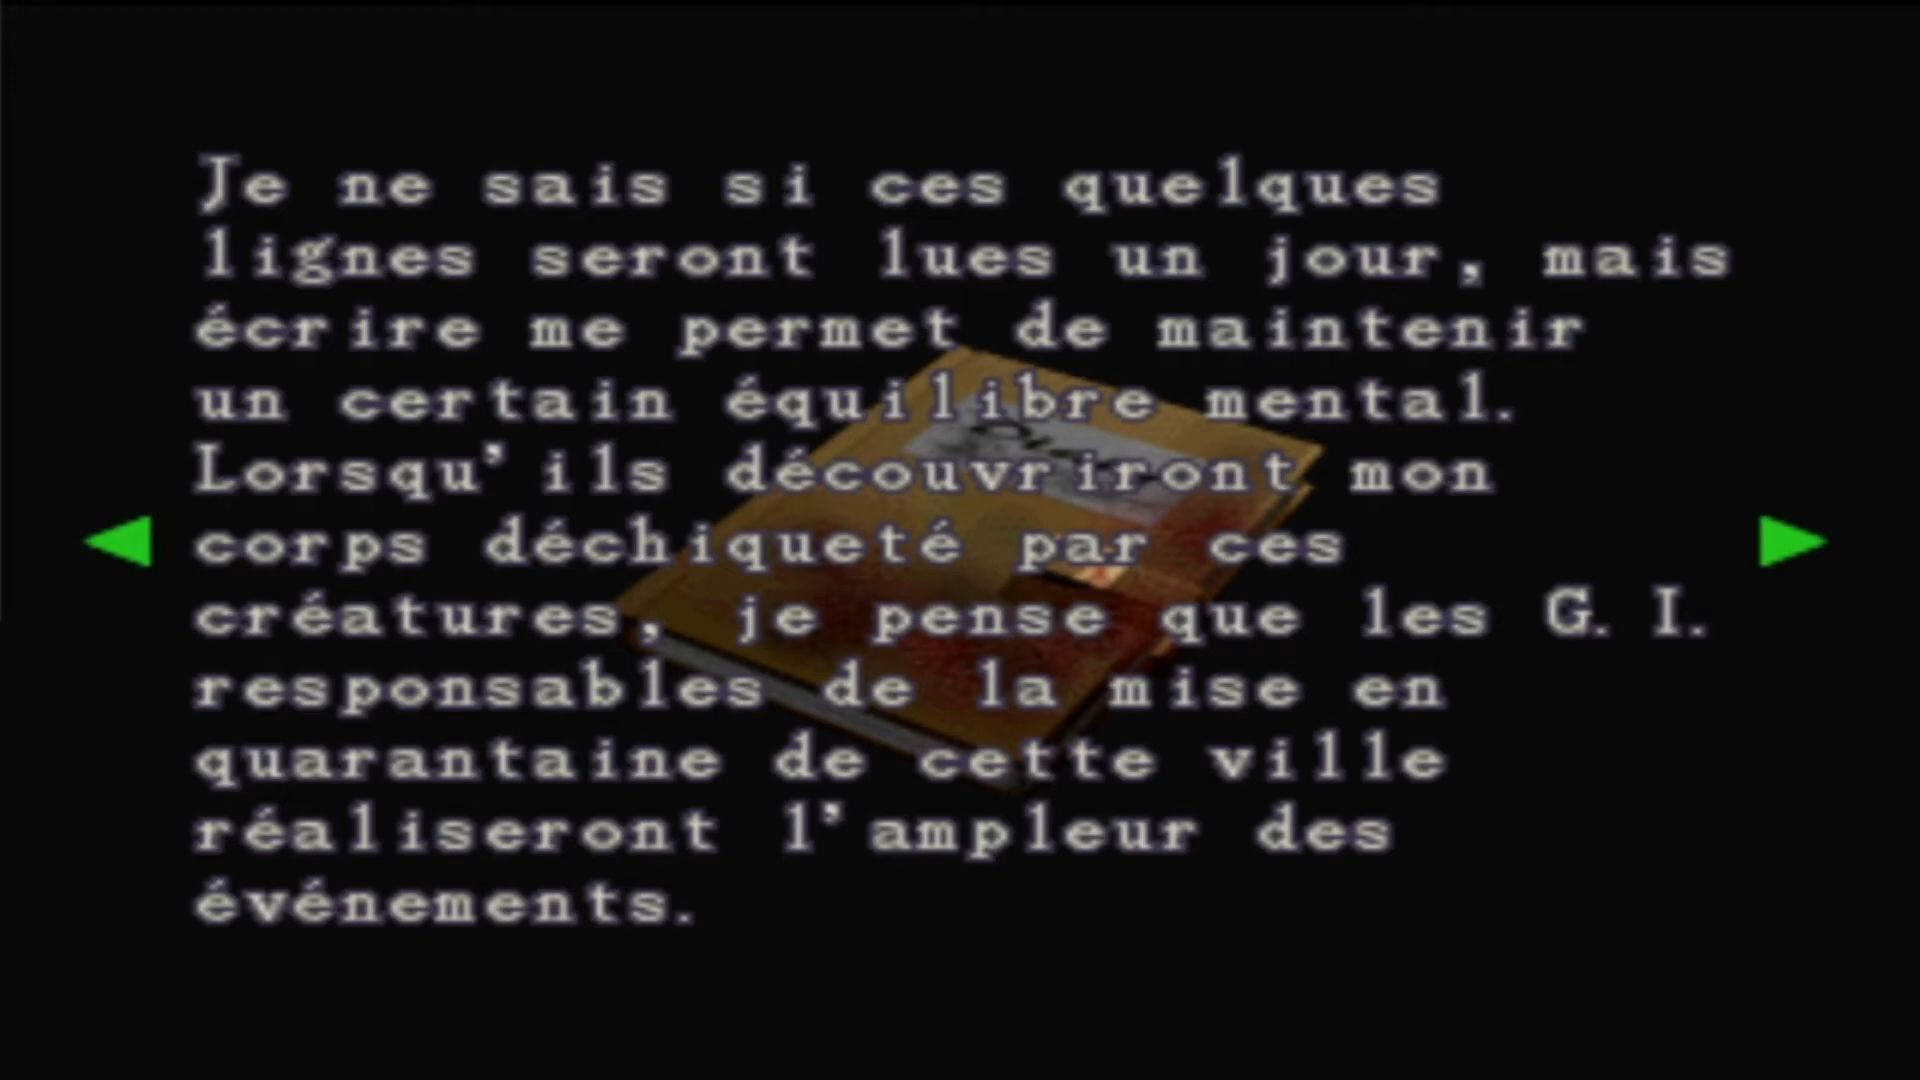 Je ne sais si ces quelques
lignes seront lues un jour, mais
écrire me permet de maintenir
un certain équilibre mental.
Lorsqu'ils découvriront mon
corps déchiqueté par ces
créatures, je pense que les G.I.
responsables de la mise en
quarantaine de cette ville
réaliseront l'ampleur des
événements.